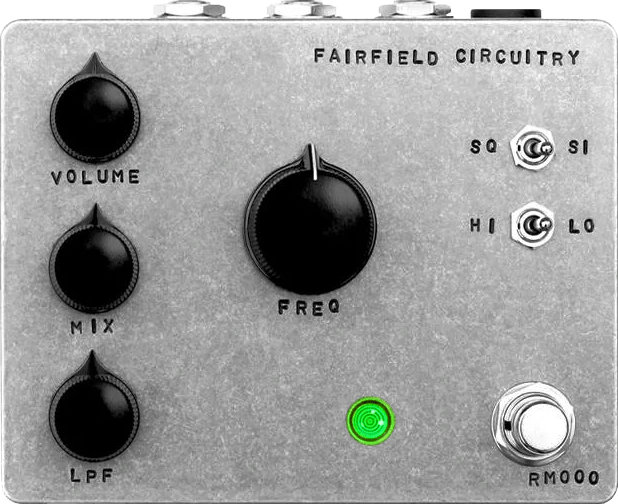 FAIRFIELD CIRCUITRY
VOLUME
SQ SI
MIX
HI LO
FREQ
LPF
RM000